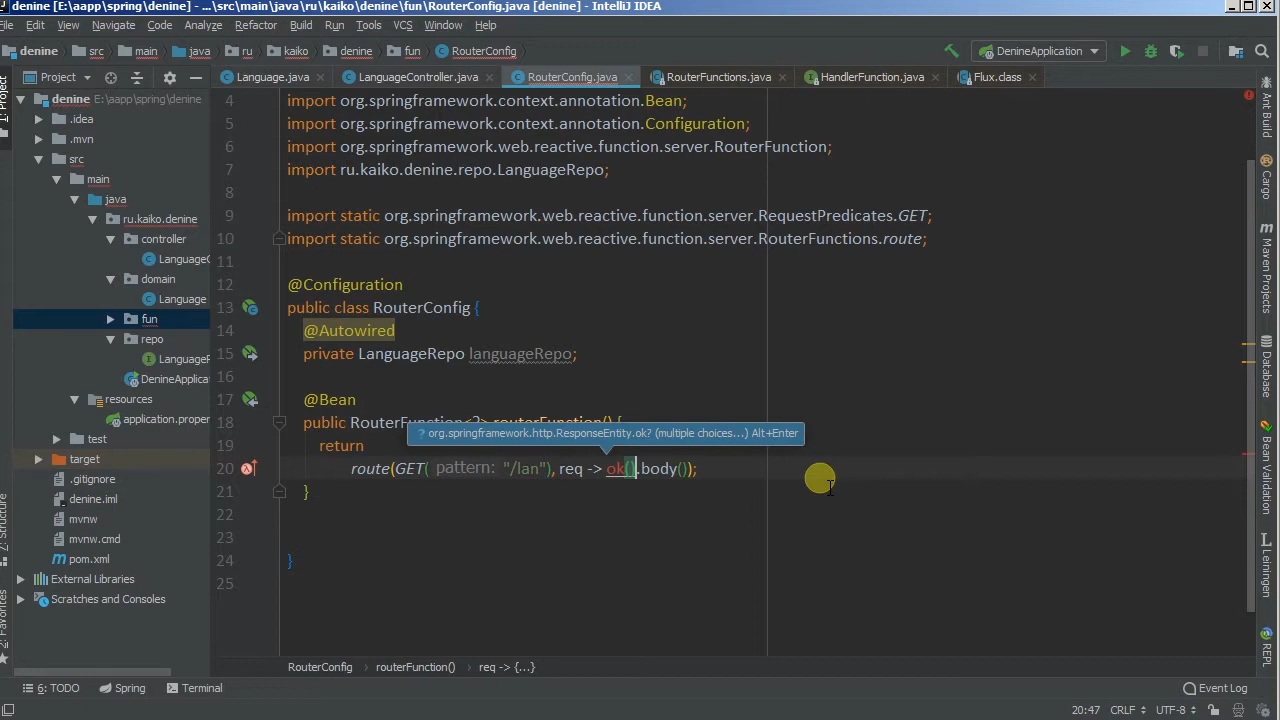 denine [E:\aapp\spring\denine] - ...\src\main\java\ru\kaiko\denine\fun\RouterConfig.java [denine] - IntelliJ IDEA
File Edit View Navigate Code Analyze Refactor Build Run Tools VCS Window Help
denine src main java ru kaiko denine fun RouterConfig DenineApplication
1: Project
Project
Language.java LanguageController.java RouterConfig.java RouterFunctions.java HandlerFunction.java Flux.class
denine E:\aapp\spring\denine
.idea
.mvn
src
main
java
ru.kaiko.denine
controller
LanguageC
domain
Language
fun
repo
LanguageR
DenineApplic
resources
application.proper
test
target
.gitignore
denine.iml
mvnw
mvnw.cmd
pom.xml
External Libraries
Scratches and Consoles
4 import org.springframework.context.annotation.Bean;
5 import org.springframework.context.annotation.Configuration;
6 import org.springframework.web.reactive.function.server.RouterFunction;
7 import ru.kaiko.denine.repo.LanguageRepo;
8
9 import static org.springframework.web.reactive.function.server.RequestPredicates.GET;
10 import static org.springframework.web.reactive.function.server.RouterFunctions.route;
11
12 @Configuration
13 public class RouterConfig {
14 @Autowired
15 private LanguageRepo languageRepo;
16
17 @Bean
18 public RouterFunction<?> routerFunction() {
? org.springframework.http.ResponseEntity.ok? (multiple choices...) Alt+Enter
19 return
20 route(GET( pattern: "/lan"), req -> ok().body());
21 }
22
23
24 }
25
Ant Build
Cargo
Maven Projects
Database
Bean Validation
Leiningen
REPL
Z: Structure
2: Favorites
RouterConfig routerFunction() req -> {...}
6: TODO Spring Terminal Event Log
20:47 CRLF UTF-8